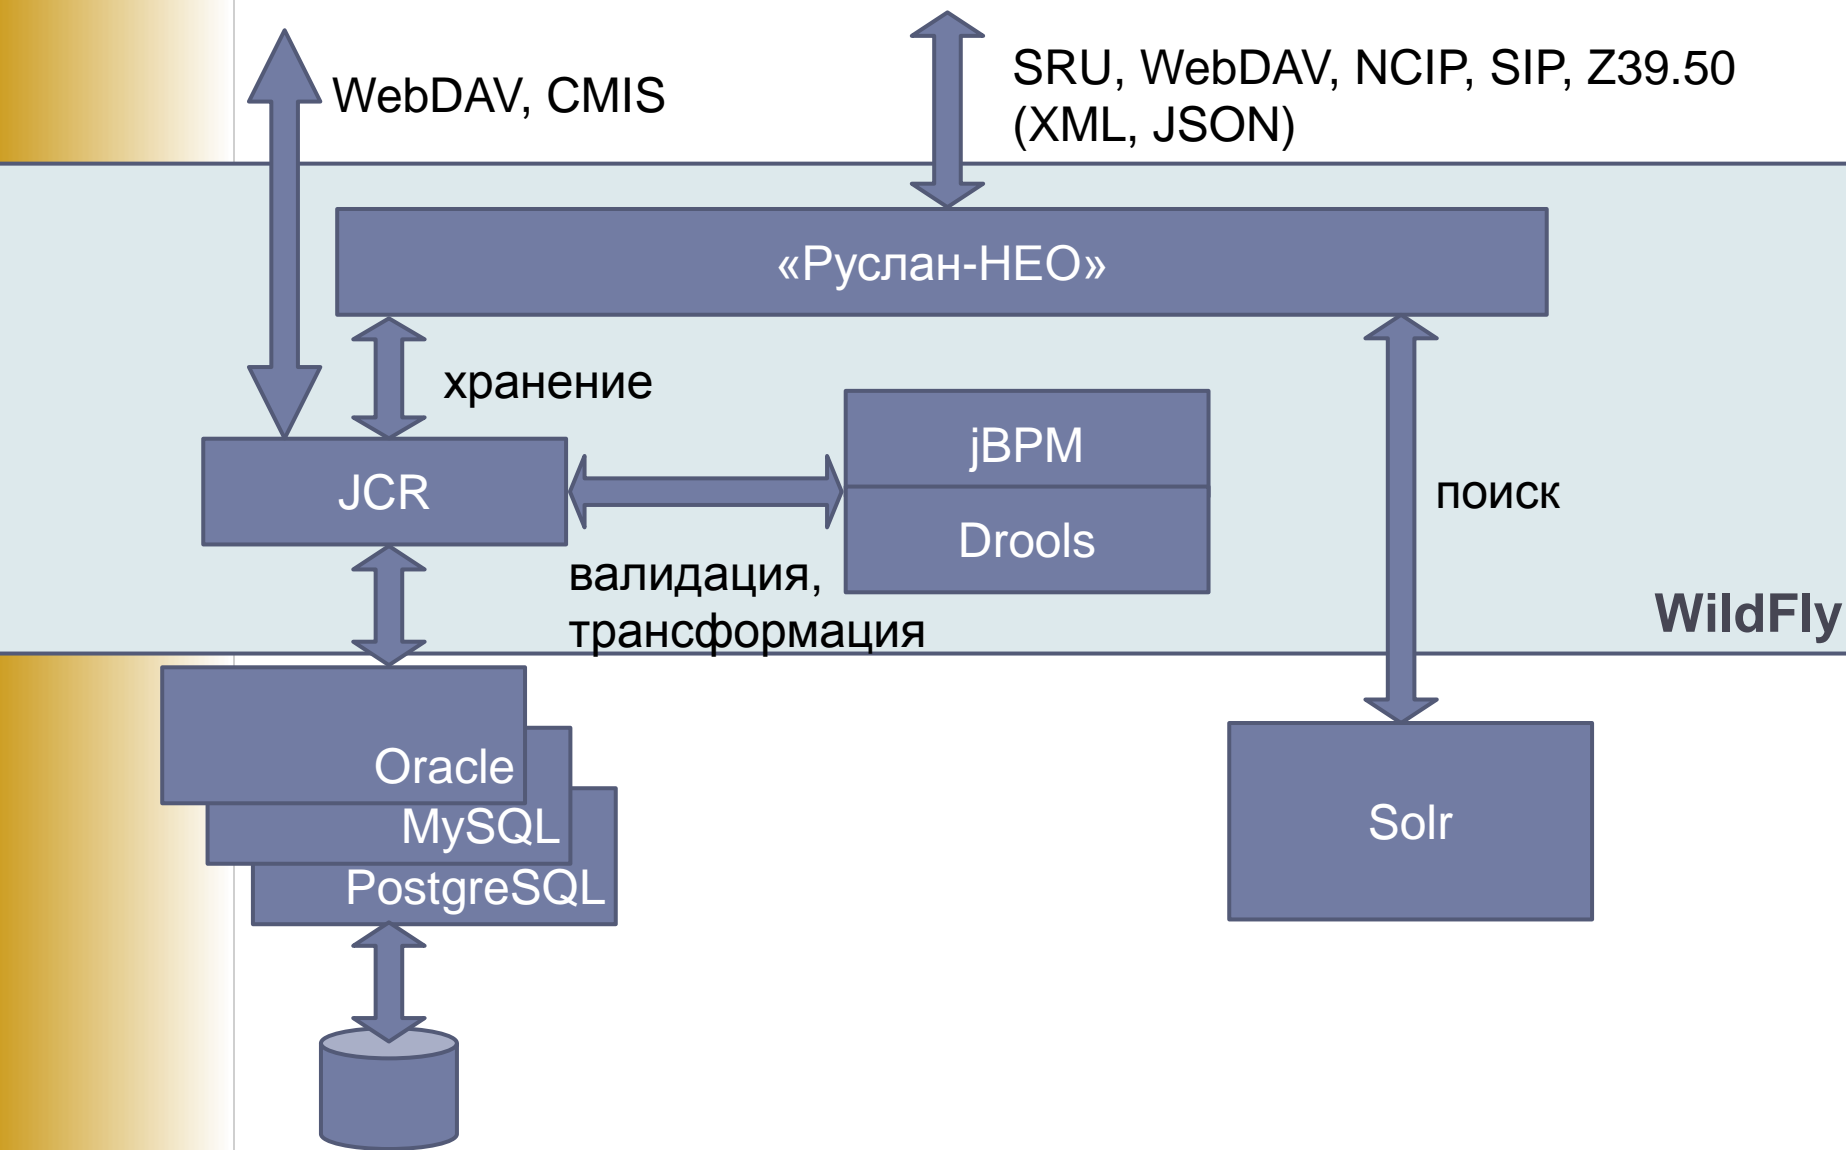 WebDAV, CMIS
SRU, WebDAV, NCIP, SIP, Z39.50
(XML, JSON)
«Руслан-НЕО»
хранение
jBPM
JCR
поиск
Drools
валидация,
трансформация
WildFly
Oracle
MySQL
PostgreSQL
Solr